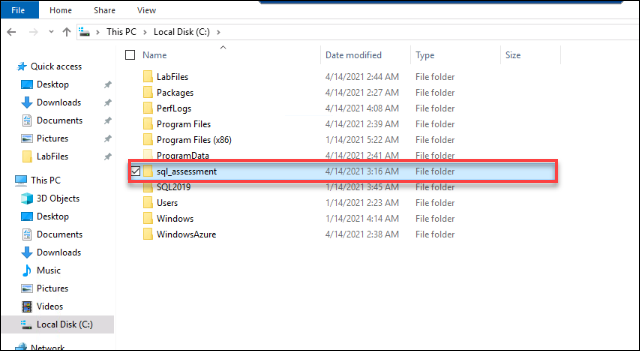 File Home Share View
This PC Local Disk (C:)
Name Date modified Type Size
Quick access
Desktop
Downloads
Documents
Pictures
LabFiles
This PC
3D Objects
Desktop
Documents
Downloads
Music
Pictures
Videos
Local Disk (C:)
Network
LabFiles 4/14/2021 2:44 AM File folder
Packages 4/14/2021 2:27 AM File folder
PerfLogs 4/14/2021 4:08 AM File folder
Program Files 4/14/2021 2:39 AM File folder
Program Files (x86) 1/14/2021 5:22 AM File folder
ProgramData 4/14/2021 2:41 AM File folder
sql_assessment 4/14/2021 3:16 AM File folder
SQL2019 1/14/2021 3:45 AM File folder
Users 1/14/2021 2:23 AM File folder
Windows 1/14/2021 4:14 AM File folder
WindowsAzure 4/14/2021 2:38 AM File folder